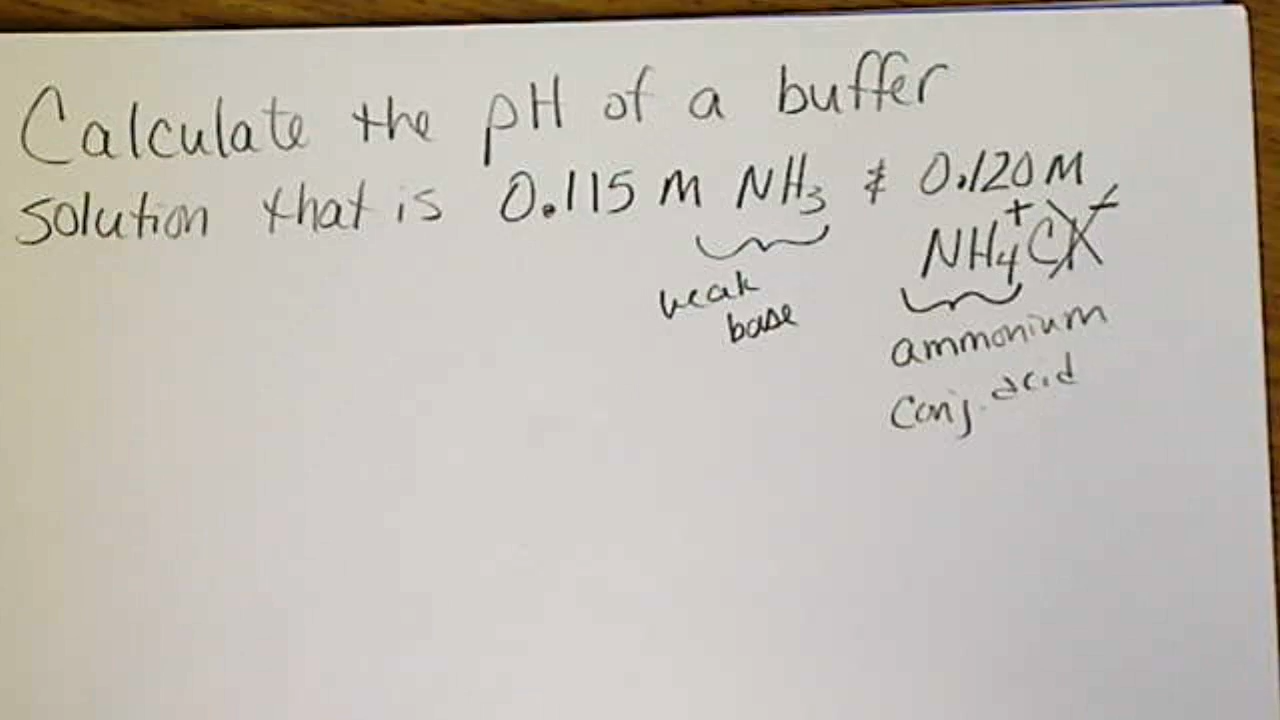 Calculate the pH of a buffer
solution that is 0.115 M NH₃ & 0.120 M
NH₄⁺Cl⁻
weak
base
ammonium
conj. acid